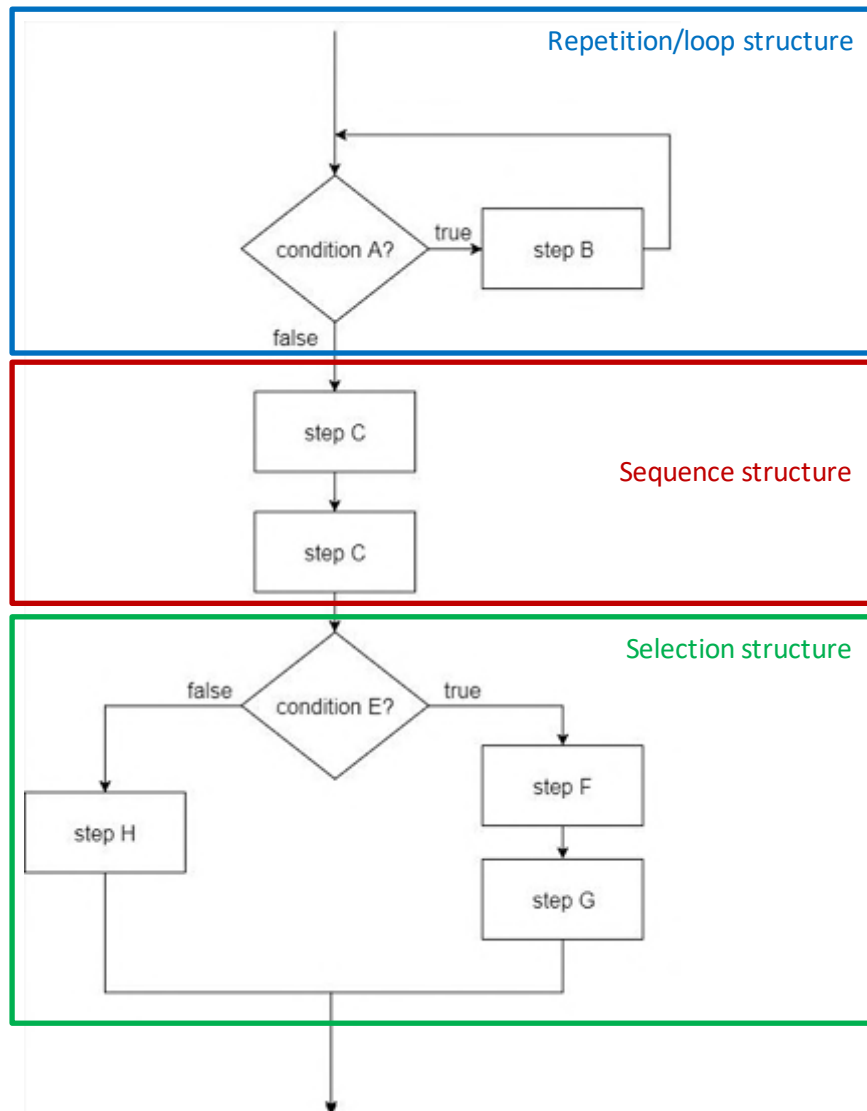 Repetition/loop structure
condition A?
true
step B
false
step C
Sequence structure
step C
Selection structure
false
true
condition E?
step F
step H
step G